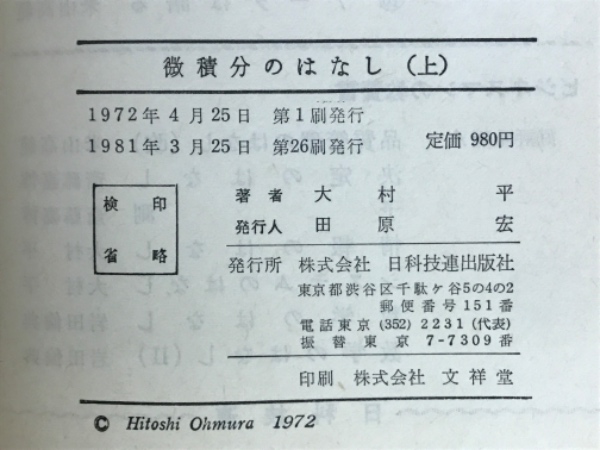 微積分のはなし（上）
1972年 4 月25日　第1刷発行
1981年 3 月25日　第26刷発行
定価 980円
検印
省略
著者　大村　平
発行人　田原　宏
発行所　株式会社　日科技連出版社
東京都渋谷区千駄ヶ谷5の4の2
郵便番号151番
電話東京 (352) 2231 (代表)
振替東京　7-7309番
印刷　株式会社　文祥堂
© Hitoshi Ohmura 1972